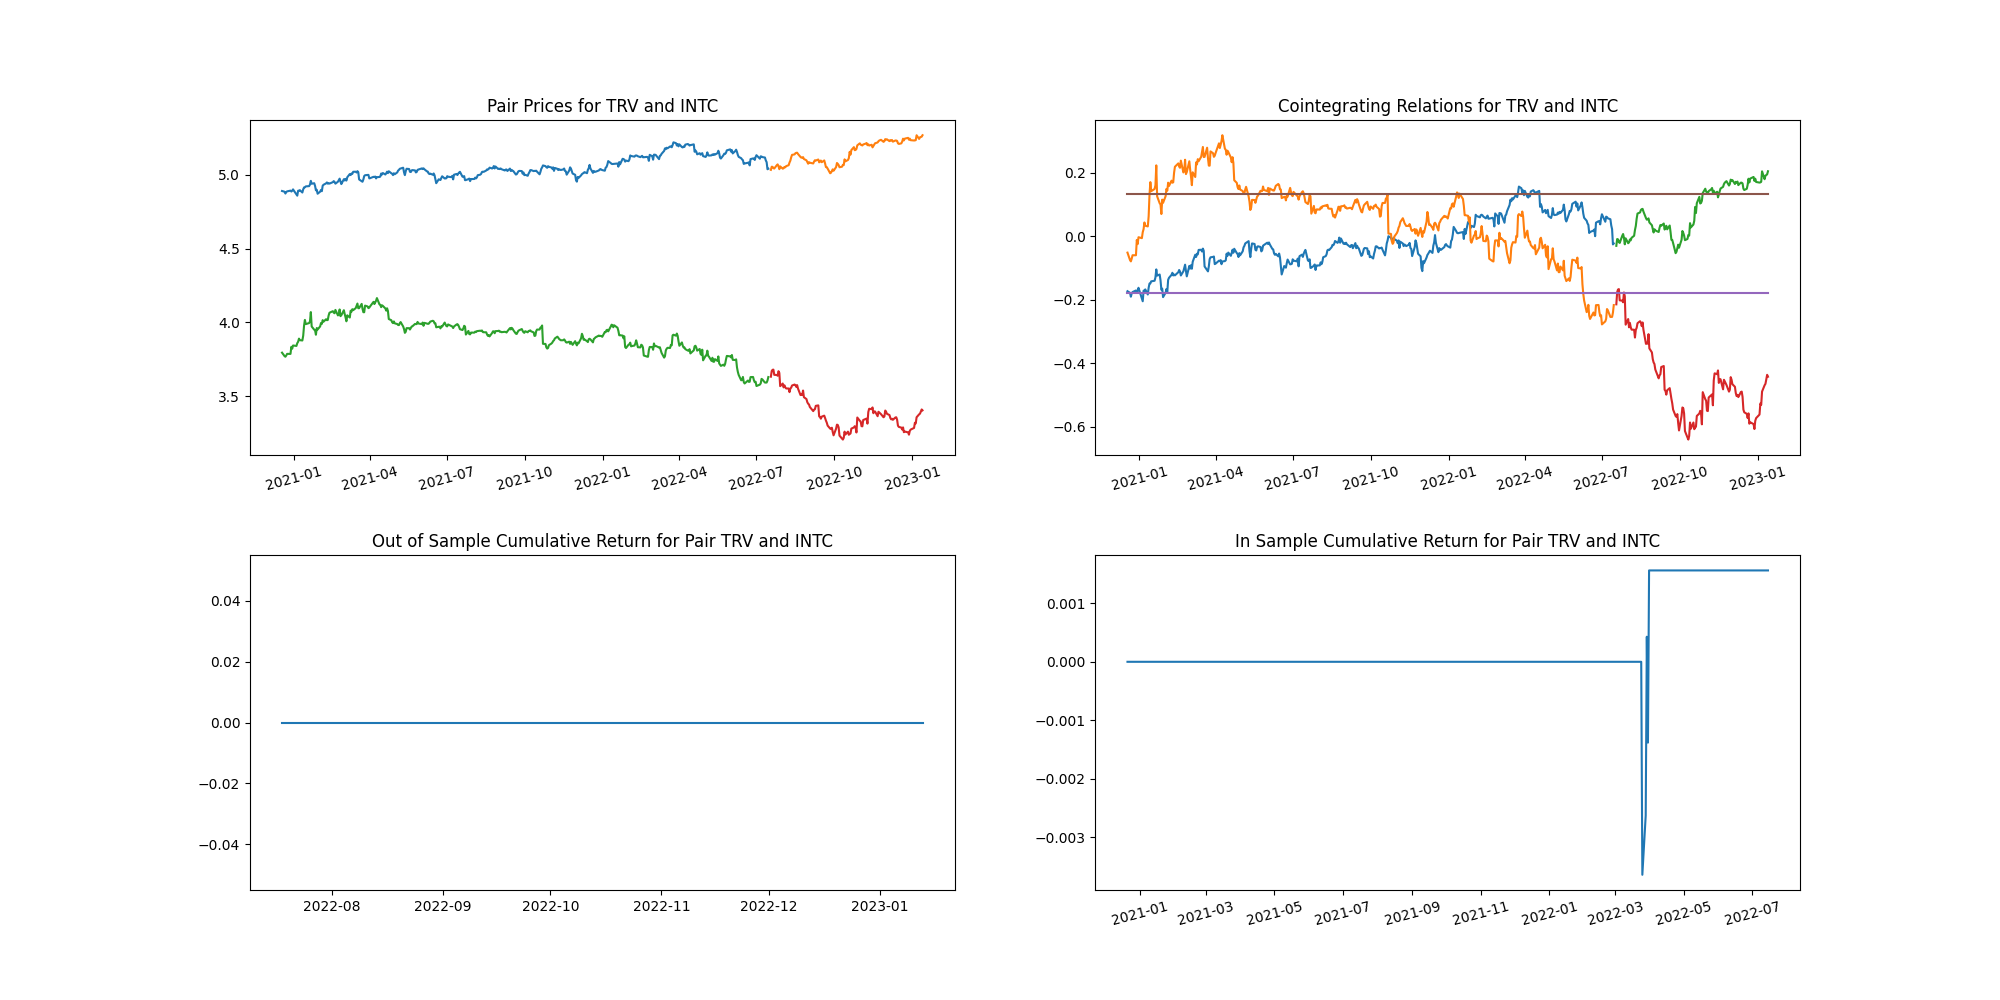 Pair Prices for TRV and INTC
5.0
4.5
4.0
3.5
2021-01 2021-04 2021-07 2021-10 2022-01 2022-04 2022-07 2022-10 2023-01
Cointegrating Relations for TRV and INTC
0.2
0.0
−0.2
−0.4
−0.6
2021-01 2021-04 2021-07 2021-10 2022-01 2022-04 2022-07 2022-10 2023-01
Out of Sample Cumulative Return for Pair TRV and INTC
0.04
0.02
0.00
−0.02
−0.04
2022-08 2022-09 2022-10 2022-11 2022-12 2023-01
In Sample Cumulative Return for Pair TRV and INTC
0.001
0.000
−0.001
−0.002
−0.003
2021-01 2021-03 2021-05 2021-07 2021-09 2021-11 2022-01 2022-03 2022-05 2022-07